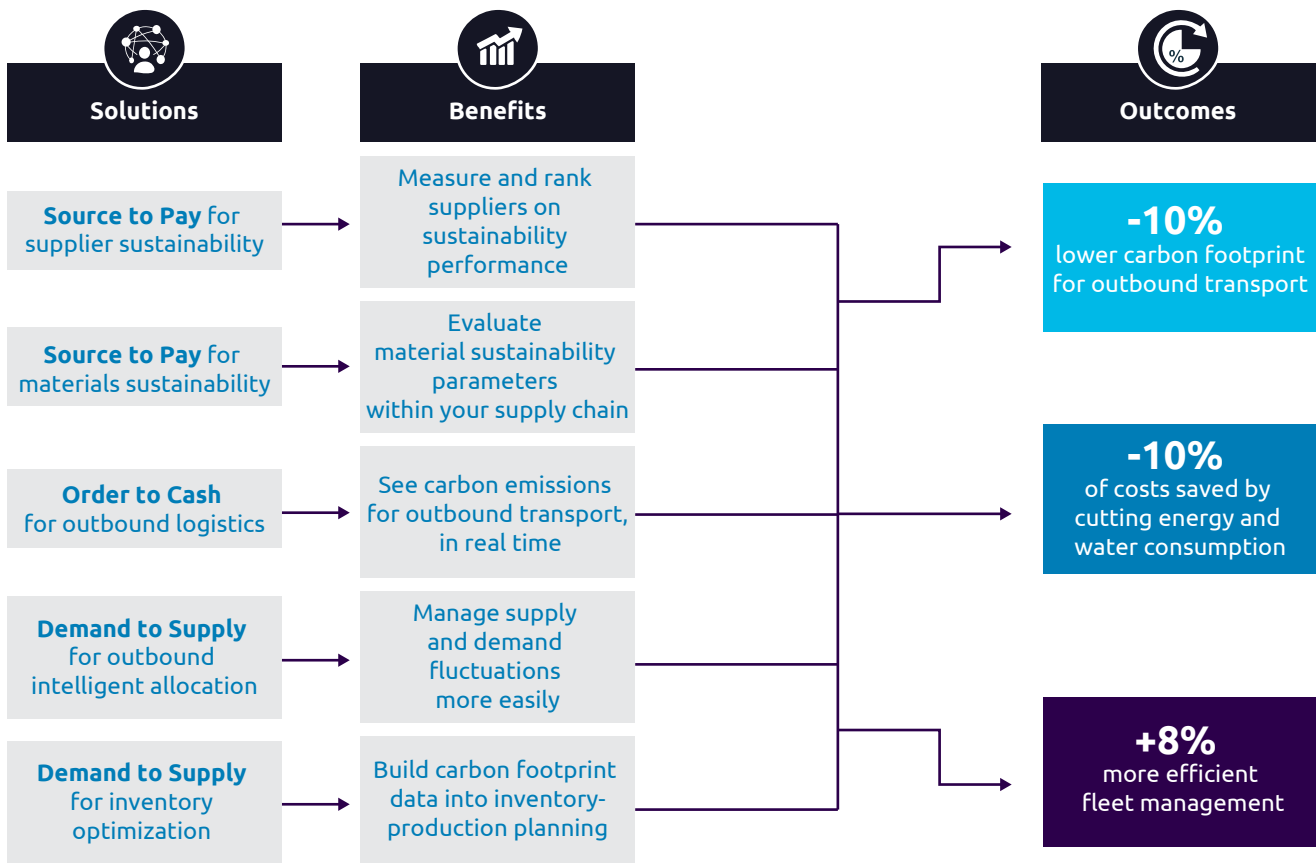 Solutions
Benefits
%
Outcomes
Source to Pay for
supplier sustainability
Measure and rank
suppliers on
sustainability
performance
Source to Pay for
materials sustainability
Evaluate
material sustainability
parameters
within your supply chain
Order to Cash
for outbound logistics
See carbon emissions
for outbound transport,
in real time
Demand to Supply
for outbound
intelligent allocation
Manage supply
and demand
fluctuations
more easily
Demand to Supply
for inventory
optimization
Build carbon footprint
data into inventory-
production planning
-10%
lower carbon footprint
for outbound transport
-10%
of costs saved by
cutting energy and
water consumption
+8%
more efficient
fleet management